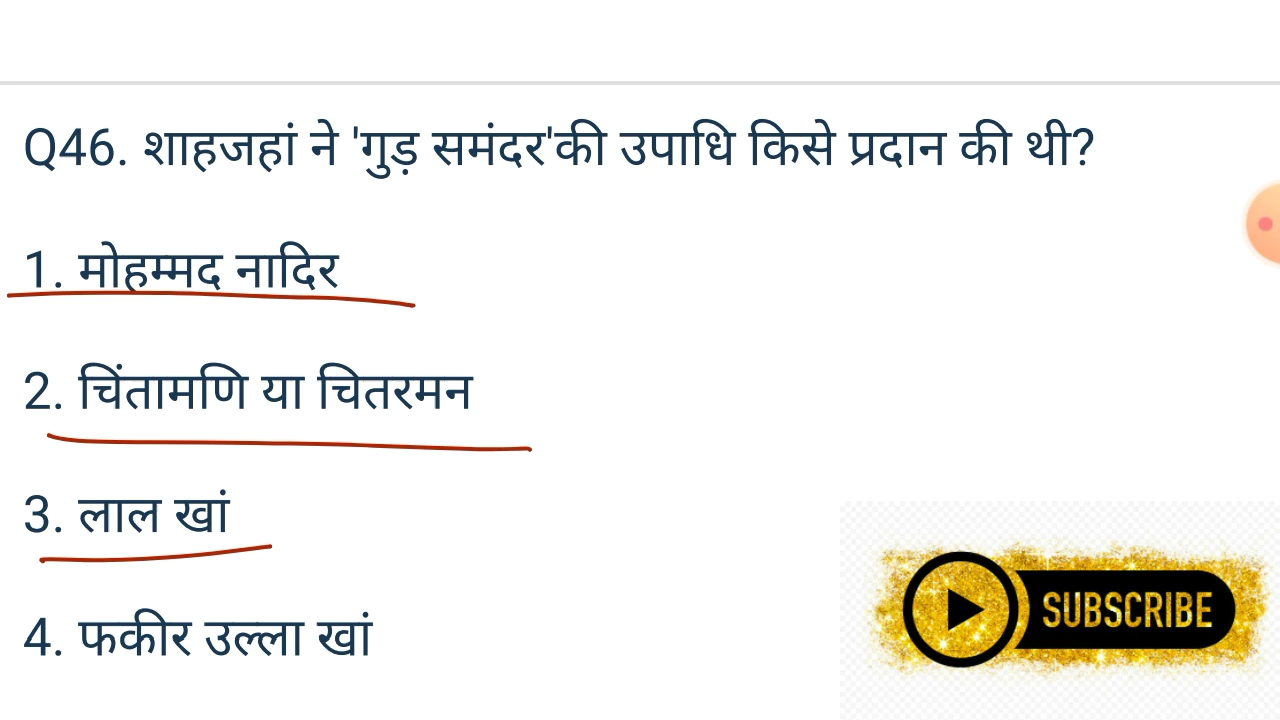 Q46. शाहजहां ने 'गुड़ समंदर'की उपाधि किसे प्रदान की थी?
1. मोहम्मद नादिर
2. चिंतामणि या चितरमन
3. लाल खां
4. फकीर उल्ला खां
SUBSCRIBE